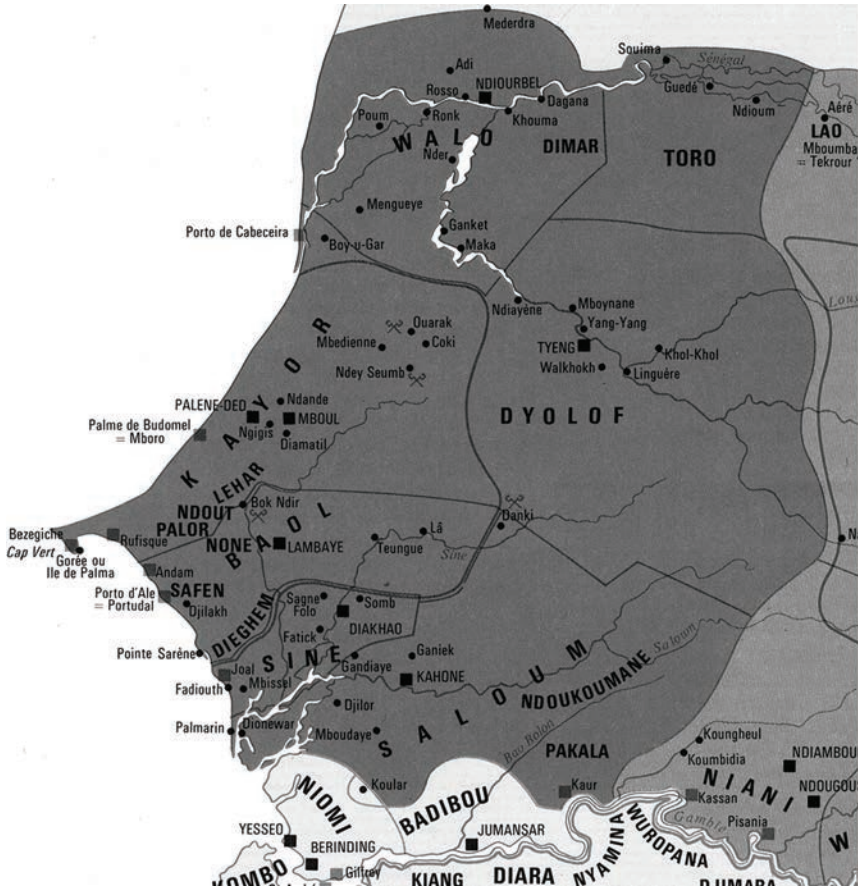 Mederdra
Souima
Sénégal
Adi
Rosso
NDIOURBEL
Dagana
Guedé
Ndioum
Aéré
Poum
Ronk
Khouma
LAO
Mboumba
= Tekrour
WALO
Nder
DIMAR
TORO
Mengueye
Porto de Cabeceira
Boy-u-Gar
Ganket
Maka
Ndiayène
Mboynane
Yang-Yang
Ouarak
Mbedienne
Coki
TYENG
Khol-Khol
Ndey Seumb
Walkhokh
Linguère
KAYOR
Ndande
PALENE-DED
MBOUL
DYOLOF
Palme de Budomel
= Mboro
Ngigis
Diamatil
LEHAR
NDOUT
Bok Ndir
PALOR
BAOL
Danki
Bezegiche
Cap Vert
Rufisque
NONE
LAMBAYE
Lâ
Teungue
Sine
Gorée ou
Ile de Palma
Andam
SAFEN
Porto d'Ale
= Portudal
Djilakh
Sagne
Folo
Somb
DIEGHEM
DIAKHAO
Fatick
Pointe Sarène
SINE
Gandiaye
Ganiek
Saloum
Joal
KAHONE
NDOUKOUMANE
Fadiouth
Mbissel
Djilor
SALOUM
Palmarin
Dionewar
Mboudaye
Bao Bolon
PAKALA
Koungheul
Koumbidia
Koular
Kaur
Kassan
NIANI
NIOMI
BADIBOU
Gambie
Pisania
YESSEO
JUMANSAR
WUROPANA
BERINDING
NYAMINA
KOMBO
Giffrey
KIANG
DIARA